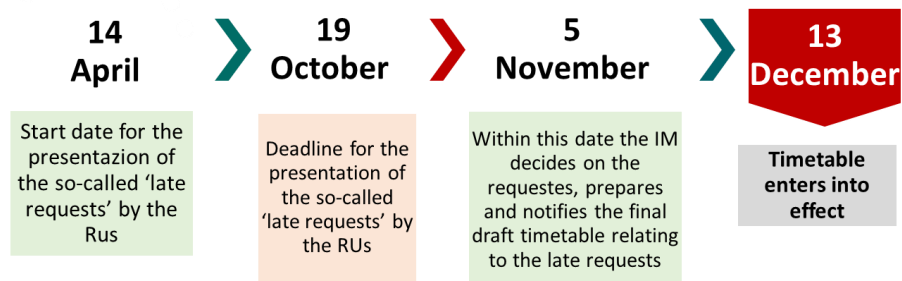 14
April
19
October
5
November
13
December
Start date for the
presentazion of
the so-called ‘late
requests’ by the
Rus
Deadline for the
presentation of
the so-called
‘late requests’ by
the RUs
Within this date the IM
decides on the
requestes, prepares
and notifies the final
draft timetable relating
to the late requests
Timetable
enters into
effect